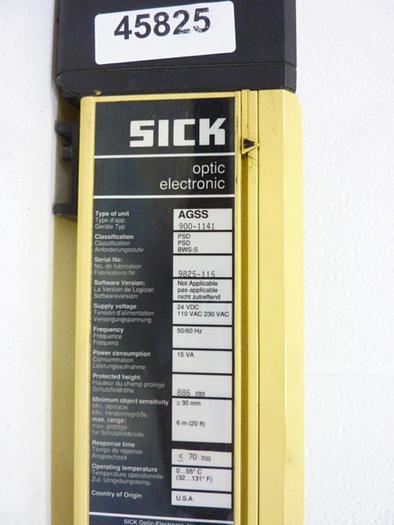 45825
SICK
optic
electronic
Type of unit
Type d'app.
Geräte Typ
AGSS
900-1141
Classification
Classification
Anforderungsstufe
PSD
PSD
BWS-S
Serial No:
No. de fabrication
Fabrikations Nr.
9825-115
Software Version:
La Version de Logiciel:
Softwareversion:
Not Applicable
pas-applicable
nicht zutreffend
Supply voltage
Tension d'alimentation
Versorgungspannung
24 VDC
110 VAC 230 VAC
Frequency
Fréquence
Frequenz
50/60 Hz
Power consumption
Consommation
Leistungsaufnahme
15 VA
Protected height
Hauteur du champ protégé
Schutzfeldhöhe
886 mm
Minimum object sensitivity
Min. obstacle
Min. Hindernisgröße
≥ 30 mm
max. range:
max. protégé
für Schutzfeldbreite
6 m (20 ft)
Response time
Temps de réponse
Ansprechzeit
≤ 70 ms
Operating temperature
Température opérationelle
Zul. Umgebungstemp.
0...55° C
(32...131° F)
Country of Origin
U.S.A.
SICK Optic-Electronic